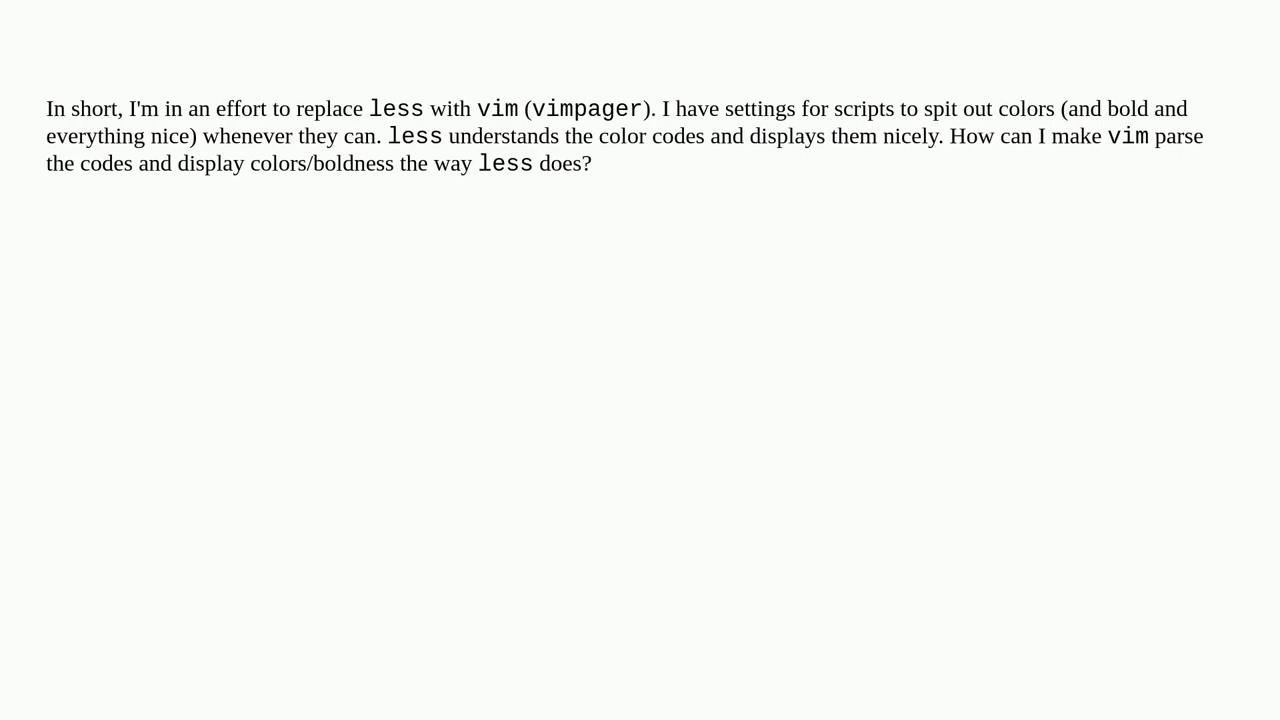 In short, I'm in an effort to replace less with vim (vimpager). I have settings for scripts to spit out colors (and bold and
everything nice) whenever they can. less understands the color codes and displays them nicely. How can I make vim parse
the codes and display colors/boldness the way less does?